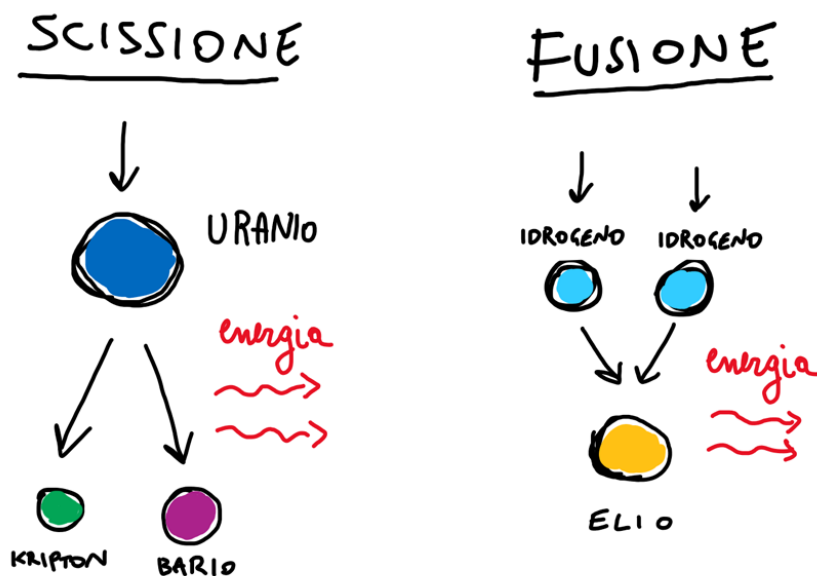 SCISSIONE
URANIO
energia
KRIPTON
BARIO
FUSIONE
IDROGENO
IDROGENO
energia
ELIO